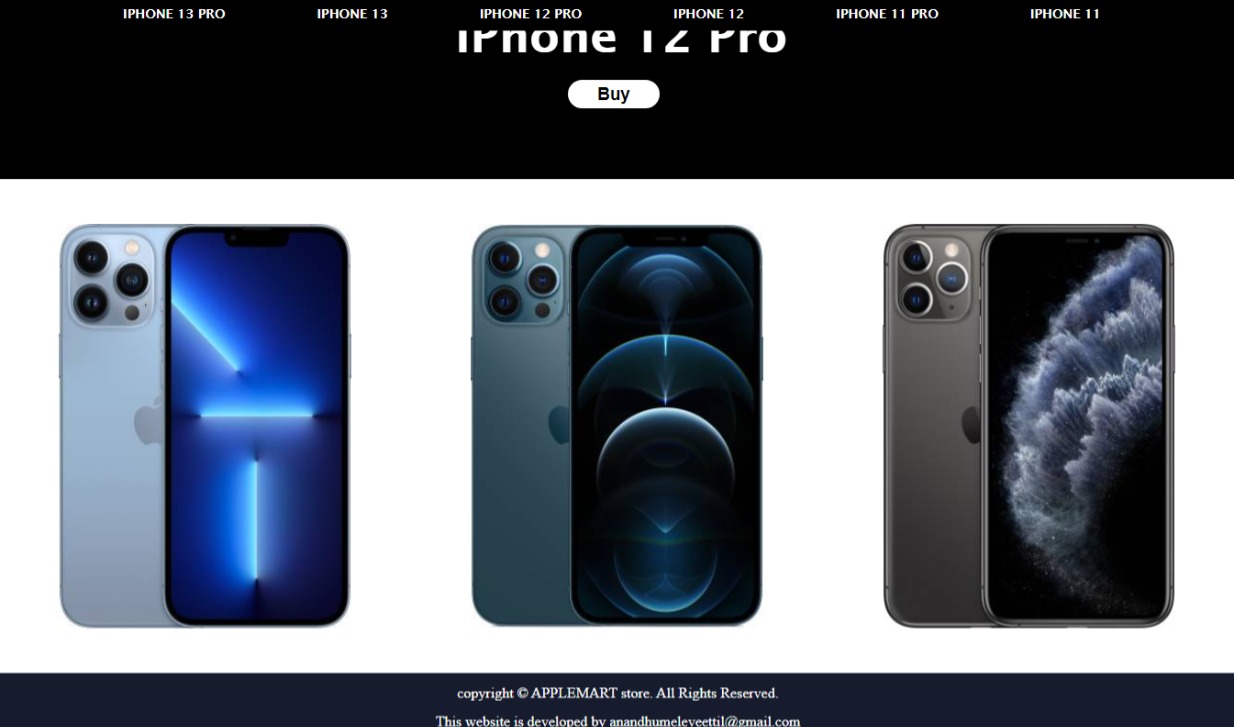 IPHONE 13 PRO IPHONE 13 IPHONE 12 PRO IPHONE 12 IPHONE 11 PRO IPHONE 11
iPhone 12 Pro
Buy
copyright © APPLEMART store. All Rights Reserved.
This website is developed by anandhumeleveettil@gmail.com